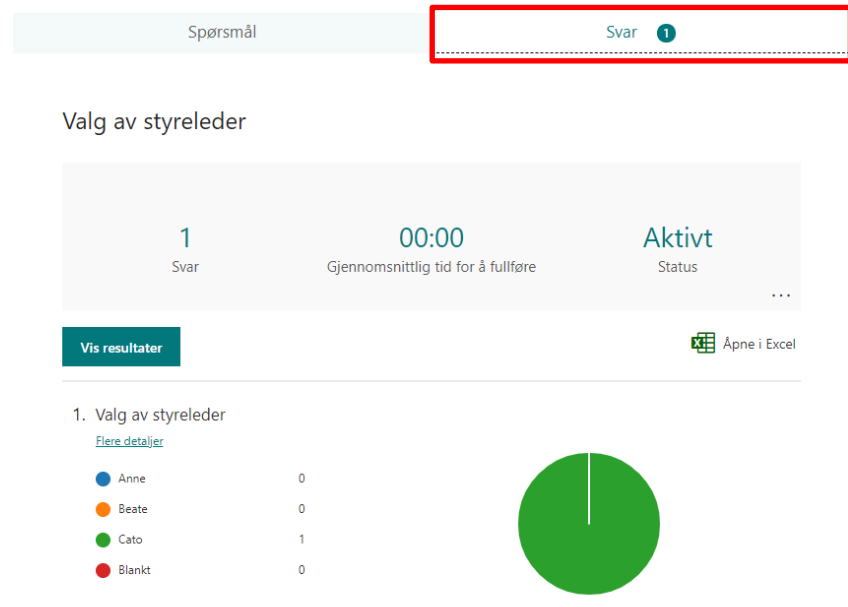 Spørsmål
Svar 1
Valg av styreleder
1 00:00 Aktivt
Svar Gjennomsnittlig tid for å fullføre Status
...
Vis resultater
Åpne i Excel
1. Valg av styreleder
Flere detaljer
Anne 0
Beate 0
Cato 1
Blankt 0